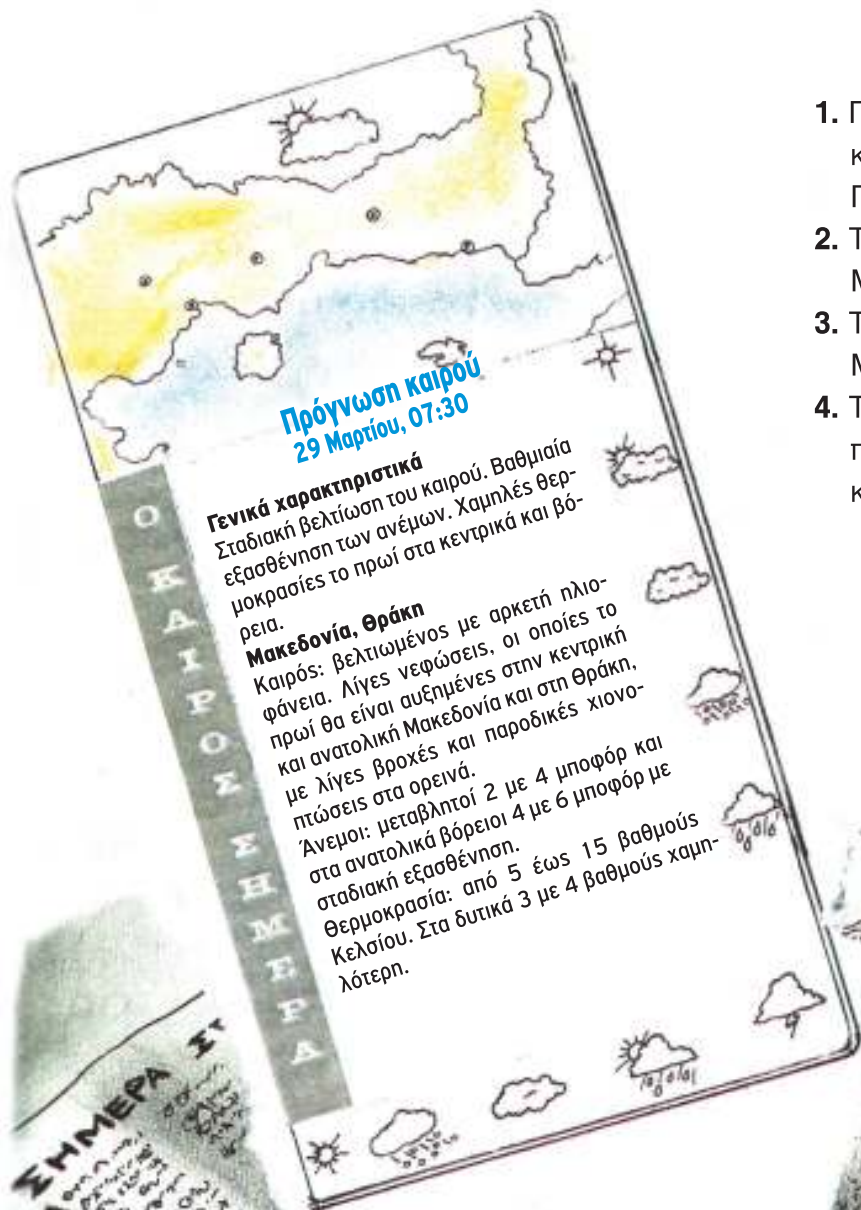 Πρόγνωση καιρού
29 Μαρτίου, 07:30
Γενικά χαρακτηριστικά
Σταδιακή βελτίωση του καιρού. Βαθμιαία
εξασθένηση των ανέμων. Χαμηλές θερ-
μοκρασίες το πρωί στα κεντρικά και βό-
ρεια.
Μακεδονία, Θράκη
Καιρός: βελτιωμένος με αρκετή ηλιο-
φάνεια. Λίγες νεφώσεις, οι οποίες το
πρωί θα είναι αυξημένες στην κεντρική
και ανατολική Μακεδονία και στη Θράκη,
με λίγες βροχές και παροδικές χιονο-
πτώσεις στα ορεινά.
Άνεμοι: μεταβλητοί 2 με 4 μποφόρ και
στα ανατολικά βόρειοι 4 με 6 μποφόρ με
σταδιακή εξασθένηση.
Θερμοκρασία: από 5 έως 15 βαθμούς
Κελσίου. Στα δυτικά 3 με 4 βαθμούς χαμη-
λότερη.
Ο ΚΑΙΡΟΣ ΣΗΜΕΡΑ
ΣΗΜΕΡΑ
1.
2.
3.
4.